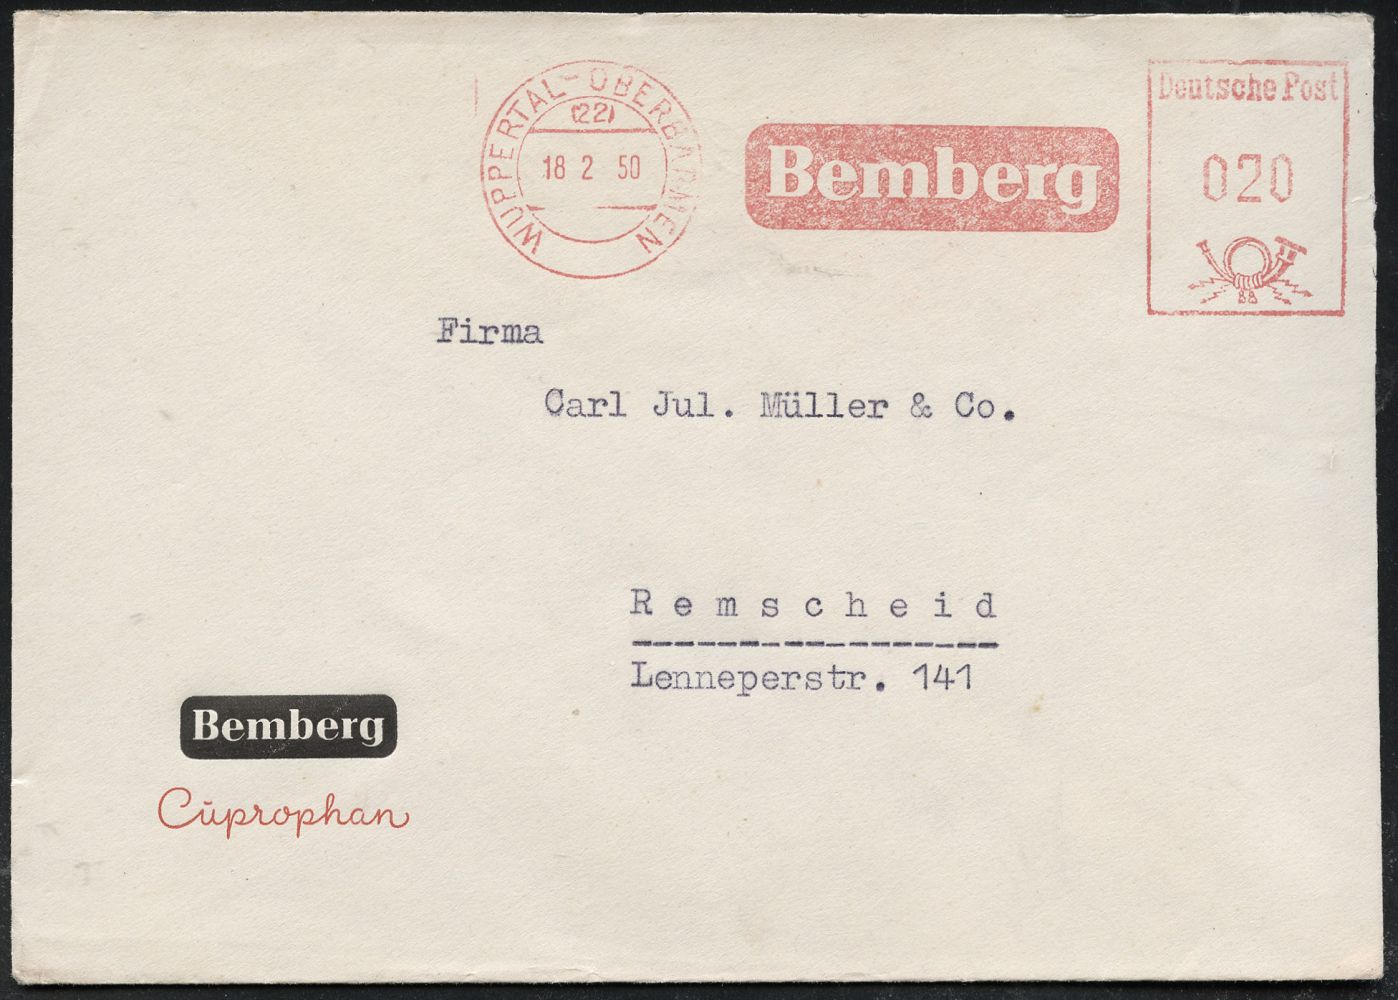 WUPPERTAL-OBERBARMEN
(22)
18 2 50
Bemberg
Deutsche Post
020
Firma
Carl Jul. Müller & Co.
Remscheid
Lenneperstr. 141
Bemberg
Cuprophan